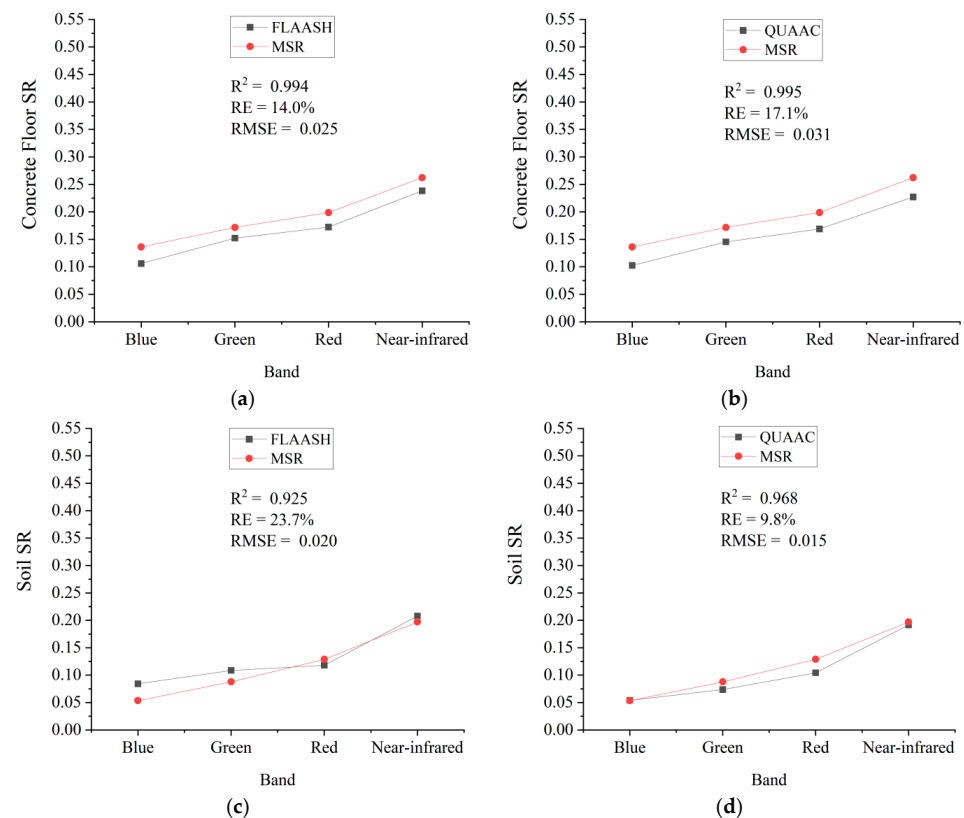 FLAASH
MSR
R² = 0.994
RE = 14.0%
RMSE = 0.025
Concrete Floor SR
0.55
0.50
0.45
0.40
0.35
0.30
0.25
0.20
0.15
0.10
0.05
0.00
Blue Green Red Near-infrared
Band
(a)
QUAAC
MSR
R² = 0.995
RE = 17.1%
RMSE = 0.031
Concrete Floor SR
0.55
0.50
0.45
0.40
0.35
0.30
0.25
0.20
0.15
0.10
0.05
0.00
Blue Green Red Near-infrared
Band
(b)
FLAASH
MSR
R² = 0.925
RE = 23.7%
RMSE = 0.020
Soil SR
0.55
0.50
0.45
0.40
0.35
0.30
0.25
0.20
0.15
0.10
0.05
0.00
Blue Green Red Near-infrared
Band
(c)
QUAAC
MSR
R² = 0.968
RE = 9.8%
RMSE = 0.015
Soil SR
0.55
0.50
0.45
0.40
0.35
0.30
0.25
0.20
0.15
0.10
0.05
0.00
Blue Green Red Near-infrared
Band
(d)